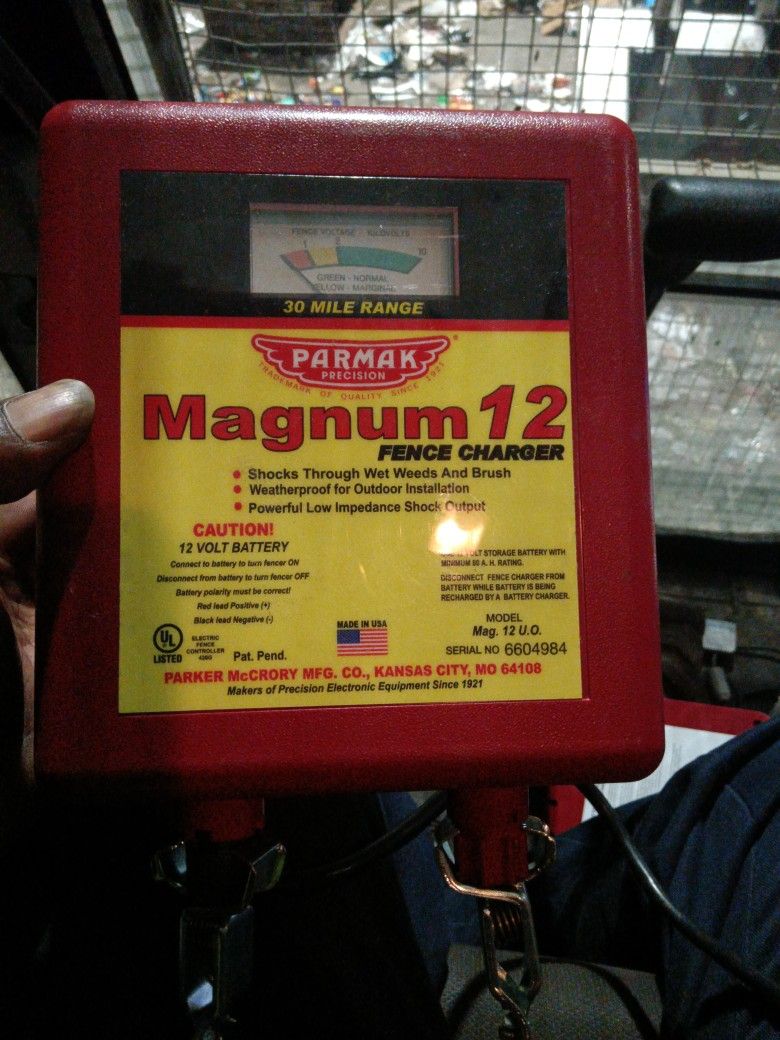 FENCE VOLTAGE - KILOVOLTS
1 2 10
GREEN - NORMAL
YELLOW - MARGINAL
30 MILE RANGE
PARMAK
®
PRECISION
TRADEMARK OF QUALITY SINCE 1921
Magnum 12
FENCE CHARGER
• Shocks Through Wet Weeds And Brush
• Weatherproof for Outdoor Installation
• Powerful Low Impedance Shock Output
CAUTION!
12 VOLT BATTERY
Connect to battery to turn fencer ON
Disconnect from battery to turn fencer OFF
Battery polarity must be correct!
Red lead Positive (+)
Black lead Negative (-)
VOLT STORAGE BATTERY WITH
MINIMUM A. H. RATING.
DISCONNECT FENCE CHARGER FROM
BATTERY WHILE BATTERY IS BEING
RECHARGED BY A BATTERY CHARGER.
UL
LISTED
ELECTRIC
FENCE
CONTROLLER
Pat. Pend.
MADE IN USA
MODEL
Mag. 12 U.O.
SERIAL NO 6604984
PARKER McCRORY MFG. CO., KANSAS CITY, MO 64108
Makers of Precision Electronic Equipment Since 1921